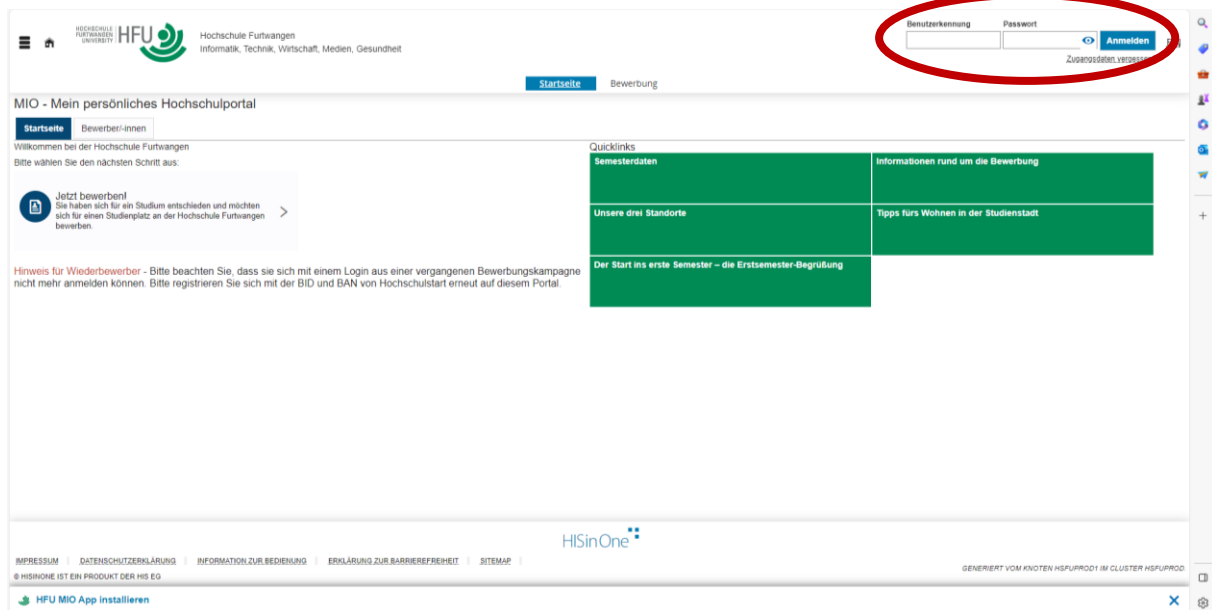 HOCHSCHULE
FURTWANGEN
UNIVERSITY
HFU
Hochschule Furtwangen
Informatik, Technik, Wirtschaft, Medien, Gesundheit
Benutzerkennung Passwort
Anmelden
Zugangsdaten vergessen
Startseite Bewerbung
MIO - Mein persönliches Hochschulportal
Startseite Bewerber/-innen
Willkommen bei der Hochschule Furtwangen
Bitte wählen Sie den nächsten Schritt aus:
Jetzt bewerben!
Sie haben sich für ein Studium entschieden und möchten
sich für einen Studienplatz an der Hochschule Furtwangen
bewerben.
Hinweis für Wiederbewerber - Bitte beachten Sie, dass sie sich mit einem Login aus einer vergangenen Bewerbungskampagne
nicht mehr anmelden können. Bitte registrieren Sie sich mit der BID und BAN von Hochschulstart erneut auf diesem Portal.
Quicklinks
Semesterdaten
Informationen rund um die Bewerbung
Unsere drei Standorte
Tipps fürs Wohnen in der Studienstadt
Der Start ins erste Semester – die Erstsemester-Begrüßung
HISinOne
IMPRESSUM DATENSCHUTZERKLÄRUNG INFORMATION ZUR BEDIENUNG ERKLÄRUNG ZUR BARRIEREFREIHEIT SITEMAP
© HISINONE IST EIN PRODUKT DER HIS EG
GENERIERT VOM KNOTEN HSFUPROD1 IM CLUSTER HSFUPROD
HFU MIO App installieren